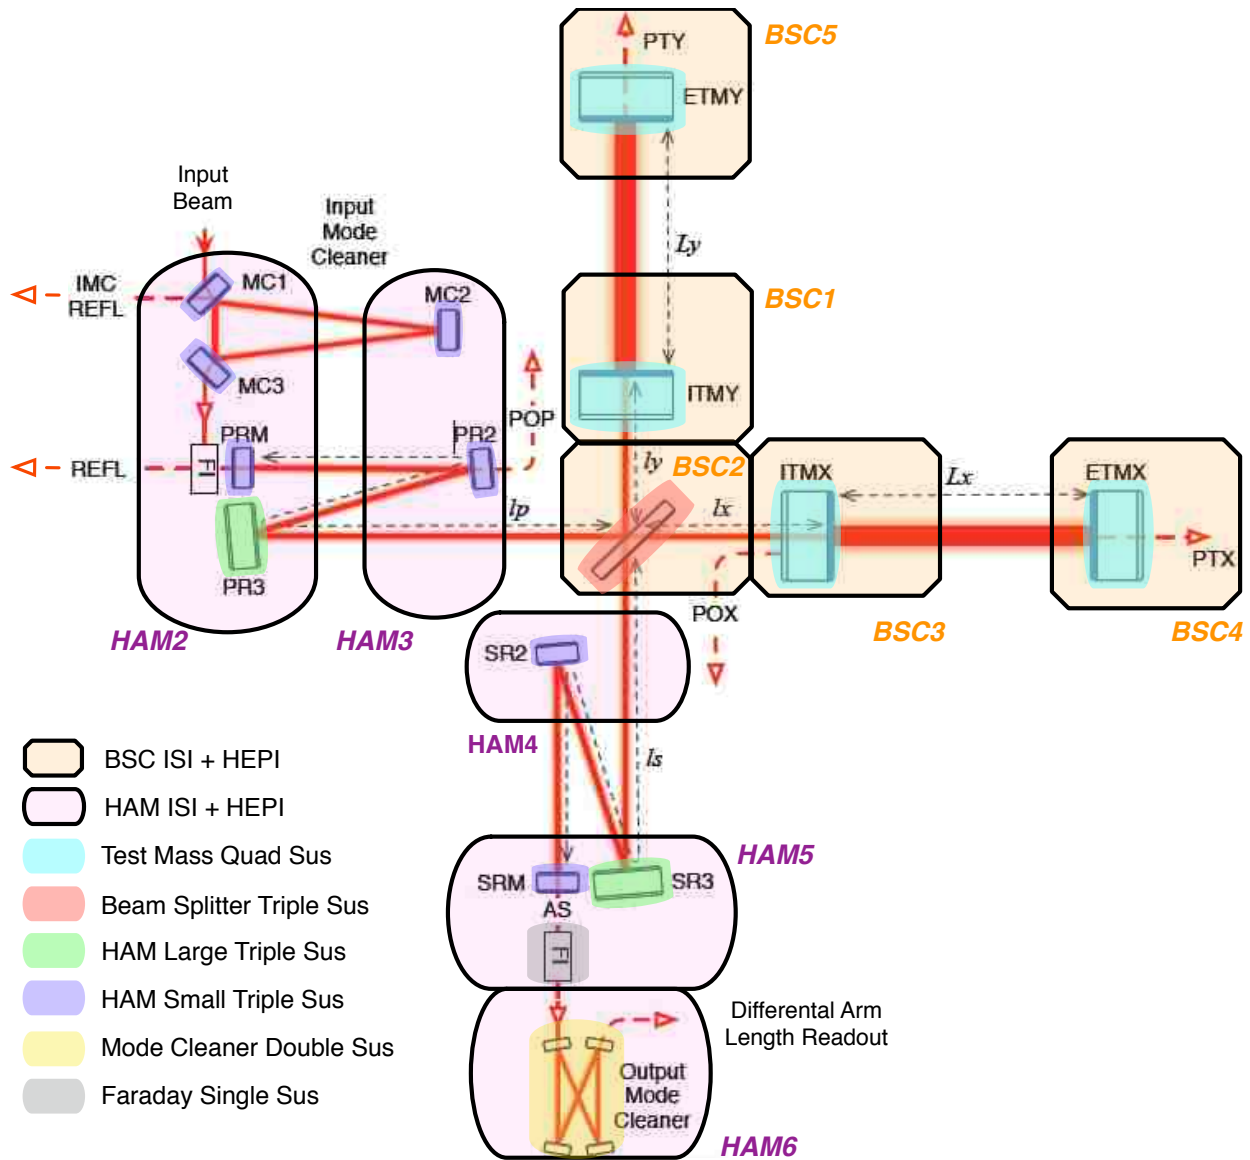 BSC5
PTY
ETMY
Input
Beam
Input
Mode
Cleaner
Ly
IMC
REFL
MC1
MC2
BSC1
MC3
ITMY
POP
PRM
PR2
REFL
FI
ly
BSC2
ITMX
Lx
ETMX
lp
lx
PTX
PR3
POX
HAM2
HAM3
BSC3
BSC4
SR2
HAM4
ls
BSC ISI + HEPI
HAM ISI + HEPI
Test Mass Quad Sus
Beam Splitter Triple Sus
HAM Large Triple Sus
HAM Small Triple Sus
Mode Cleaner Double Sus
Faraday Single Sus
HAM5
SRM
SR3
AS
FI
Differental Arm
Length Readout
Output
Mode
Cleaner
HAM6